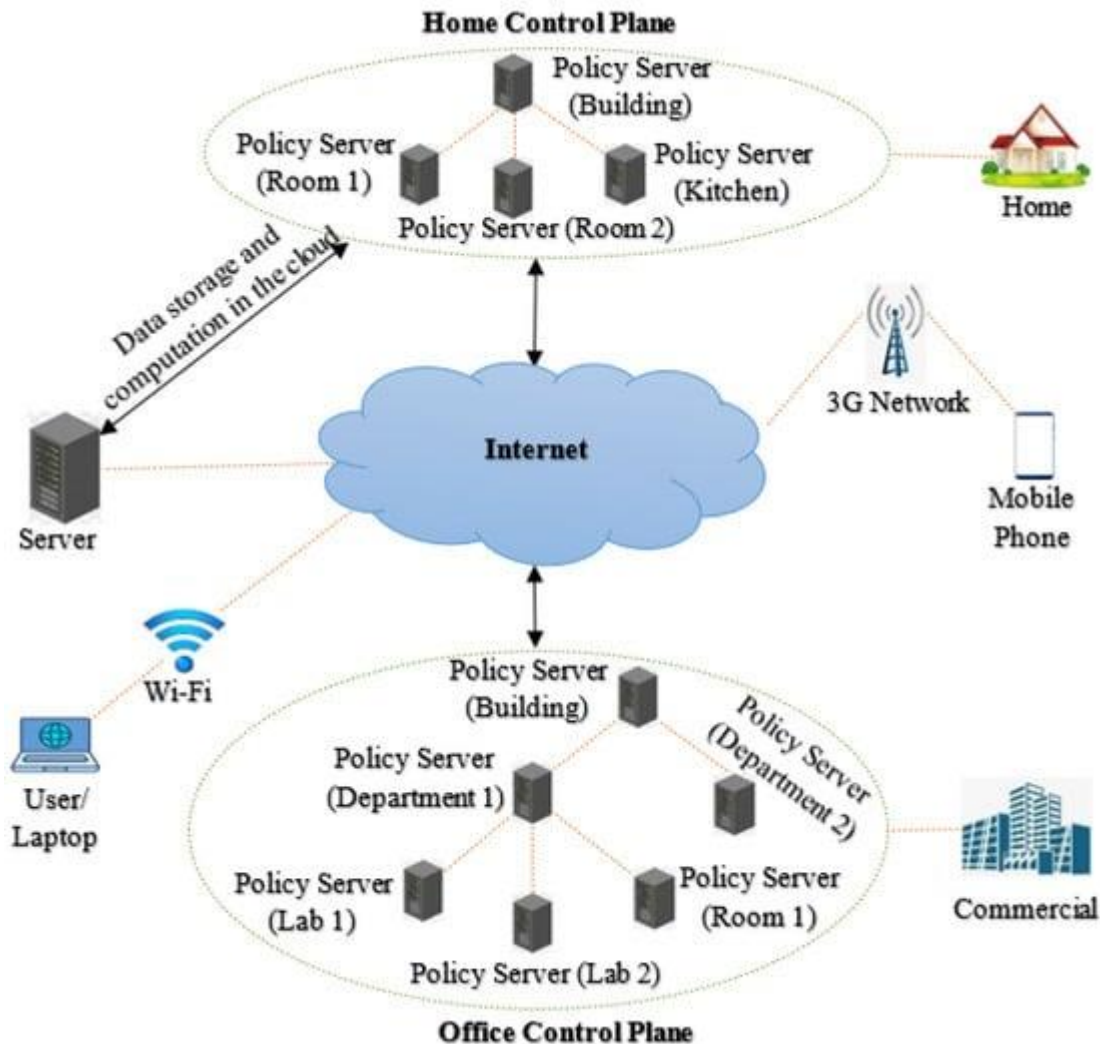 Home Control Plane
Policy Server
(Building)
Policy Server
(Room 1)
Policy Server
(Kitchen)
Policy Server (Room 2)
Home
Data storage and
computation in the cloud
3G Network
Internet
Mobile
Phone
Server
Wi-Fi
User/
Laptop
Policy Server
(Building)
Policy Server
(Department 2)
Policy Server
(Department 1)
Policy Server
(Lab 1)
Policy Server
(Room 1)
Policy Server (Lab 2)
Commercial
Office Control Plane